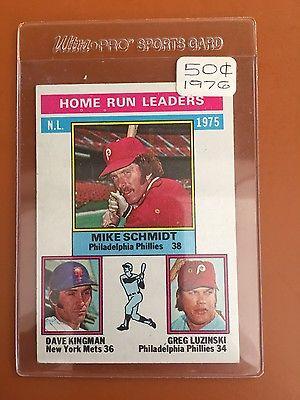 Ultra•PRO SPORTS CARD
50¢
1976
HOME RUN LEADERS
N.L. 1975
MIKE SCHMIDT
Philadelphia Phillies 38
DAVE KINGMAN
New York Mets 36
GREG LUZINSKI
Philadelphia Phillies 34